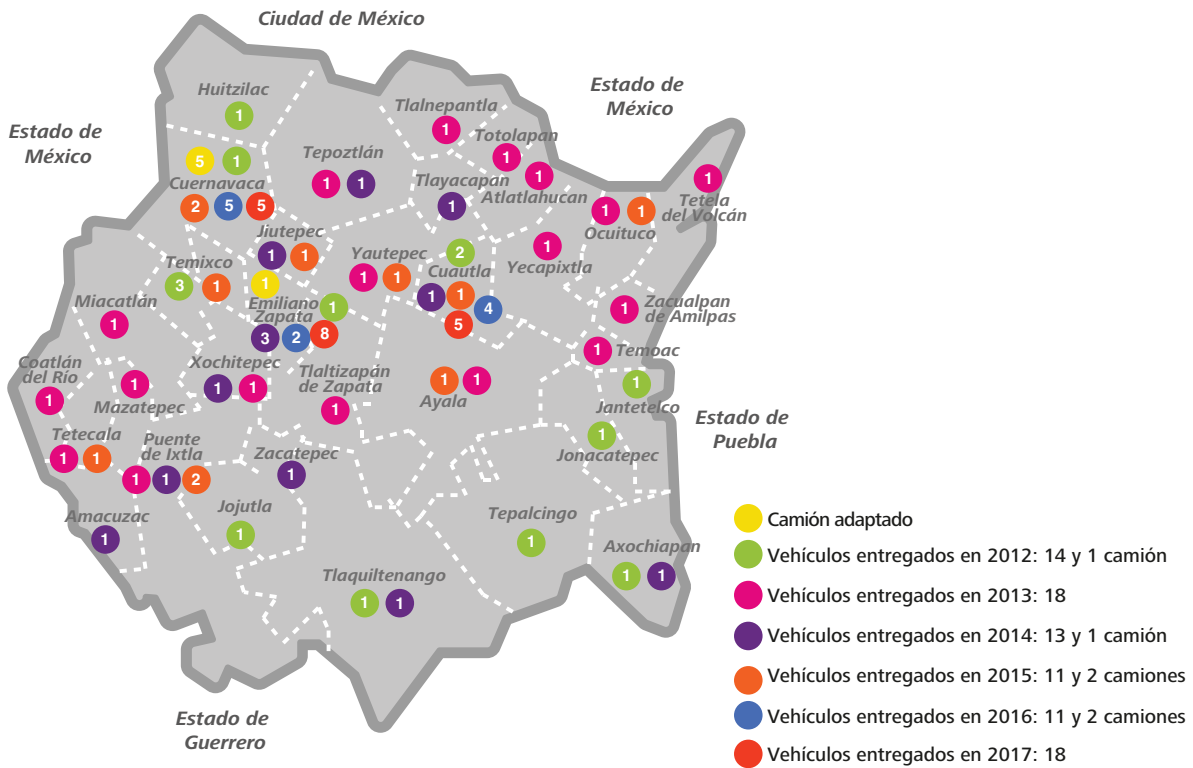 Ciudad de México
Estado de
México
Estado de
México
Huitzilac
1
Tlalnepantla
1
Totolapan
1
5
1
Cuernavaca
2
5
5
Tepoztlán
1
1
Tlayacapan
1
Atlatlahucan
1
1
Tetela
del Volcán
1
1
Ocuituco
Jiutepec
1
1
Yautepec
1
1
2
Cuautla
1
1
4
5
1
Yecapixtla
Temixco
3
1
1
Emiliano
Zapata
1
3
2
8
Miacatlán
1
1
Zacualpan
de Amilpas
1
Temoac
Coatlán
del Río
1
1
Mazatepec
Xochitepec
1
1
Tlaltizapán
de Zapata
1
1
1
Ayala
1
Jantetelco
Estado de
Puebla
Tetecala
1
1
Puente
de Ixtla
1
1
2
Zacatepec
1
1
Jonacatepec
Amacuzac
1
Jojutla
1
Tepalcingo
1
Axochiapan
1
1
Tlaquiltenango
1
1
Estado de
Guerrero
Camión adaptado
Vehículos entregados en 2012: 14 y 1 camión
Vehículos entregados en 2013: 18
Vehículos entregados en 2014: 13 y 1 camión
Vehículos entregados en 2015: 11 y 2 camiones
Vehículos entregados en 2016: 11 y 2 camiones
Vehículos entregados en 2017: 18